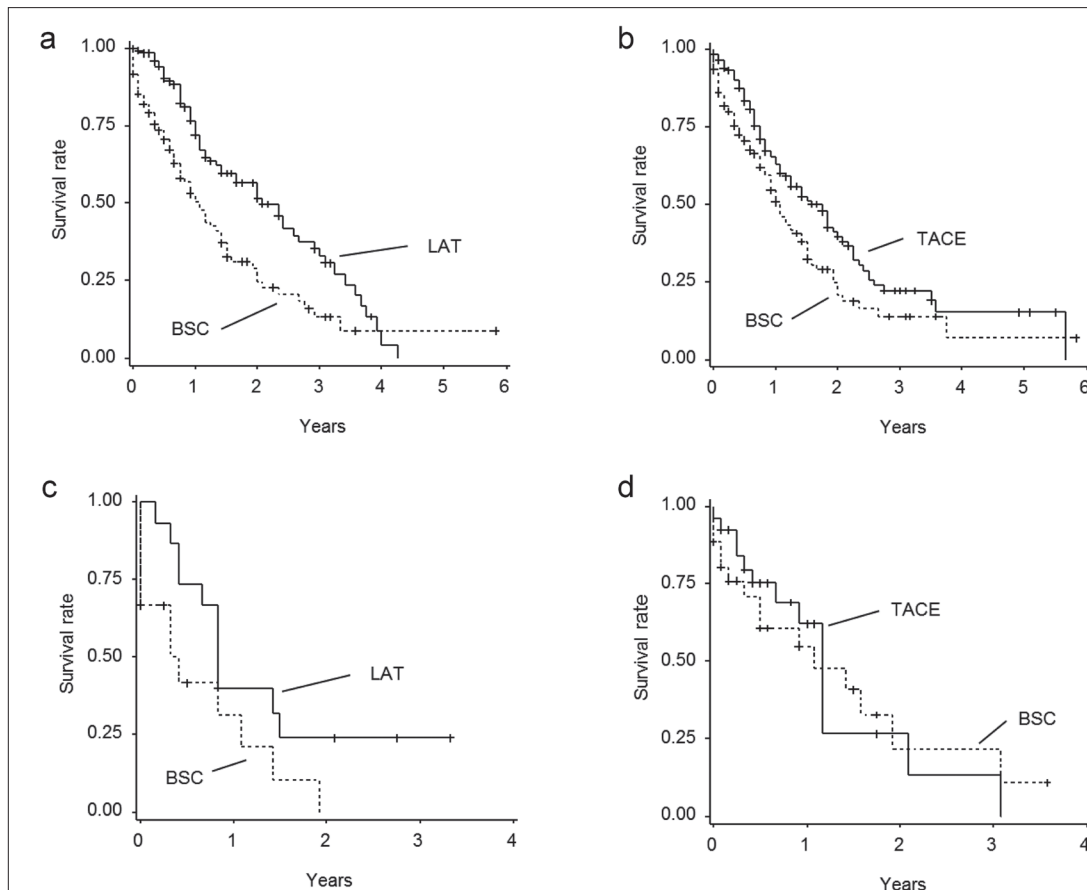 a
1.00
0.75
0.50
0.25
0.00
Survival rate
LAT
BSC
0 1 2 3 4 5 6
Years
b
1.00
0.75
0.50
0.25
0.00
Survival rate
TACE
BSC
0 1 2 3 4 5 6
Years
c
1.00
0.75
0.50
0.25
0.00
Survival rate
LAT
BSC
0 1 2 3 4
Years
d
1.00
0.75
0.50
0.25
0.00
Survival rate
TACE
BSC
0 1 2 3 4
Years